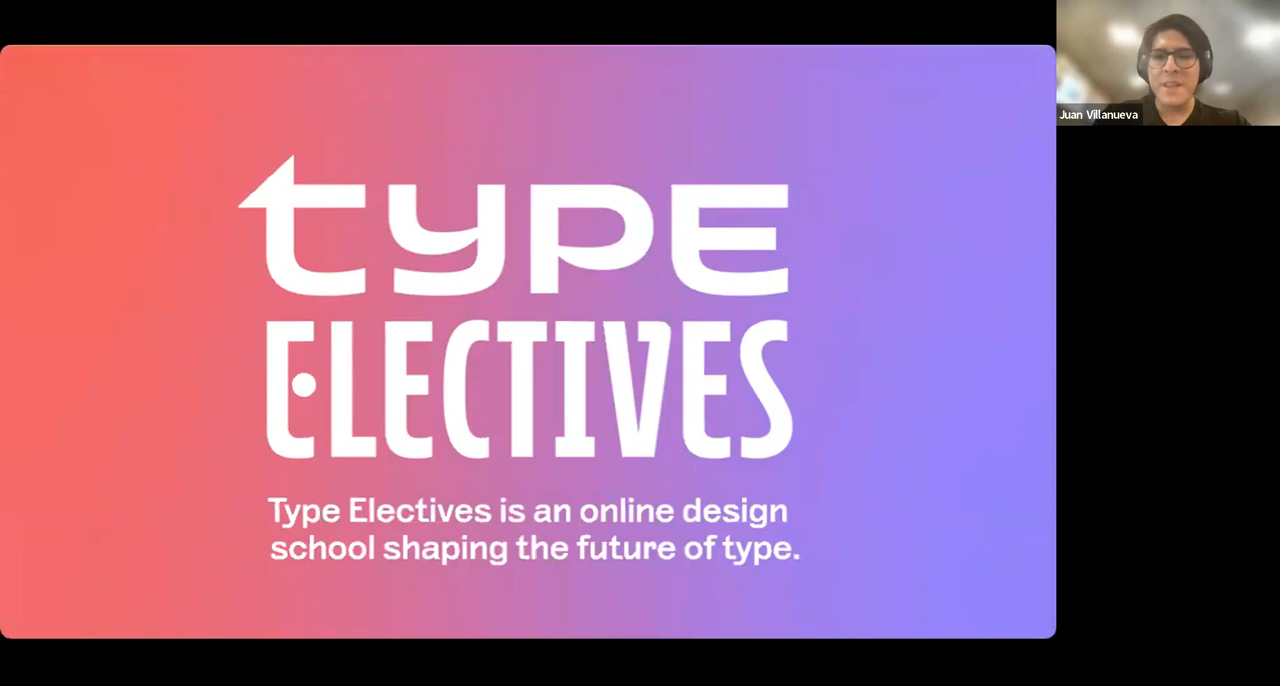 TYPE
ELECTIVES
Type Electives is an online design
school shaping the future of type.
Juan Villanueva